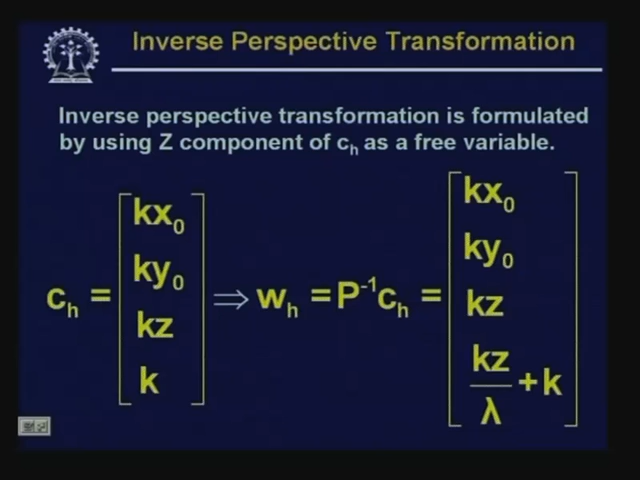 Inverse Perspective Transformation
Inverse perspective transformation is formulated
by using Z component of cₕ as a free variable.
cₕ = [kx₀ ky₀ kz k] ⇒ wₕ = P⁻¹cₕ = [kx₀ ky₀ kz kz/λ + k]